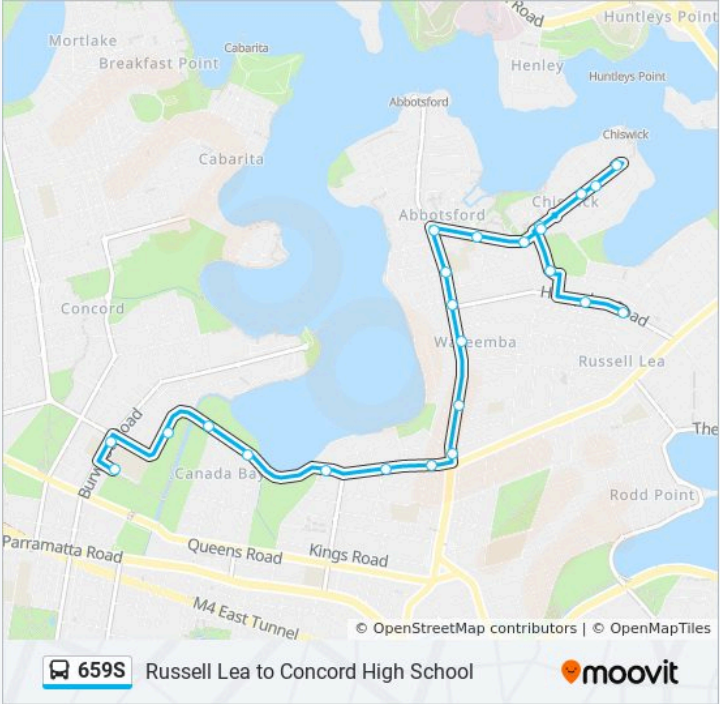 Road
Huntleys Point
Mortlake
Cabarita
Breakfast Point
Henley
Huntleys Point
Abbotsford
Chiswick
Cabarita
Abbotsford
Concord
Russell Lea
Burw Road
Canada Bay
The
Rodd Point
Queens Road
Kings Road
Parramatta Road
M4 East Tunnel
© OpenStreetMap contributors | © OpenMapTiles
659S Russell Lea to Concord High School
moovit